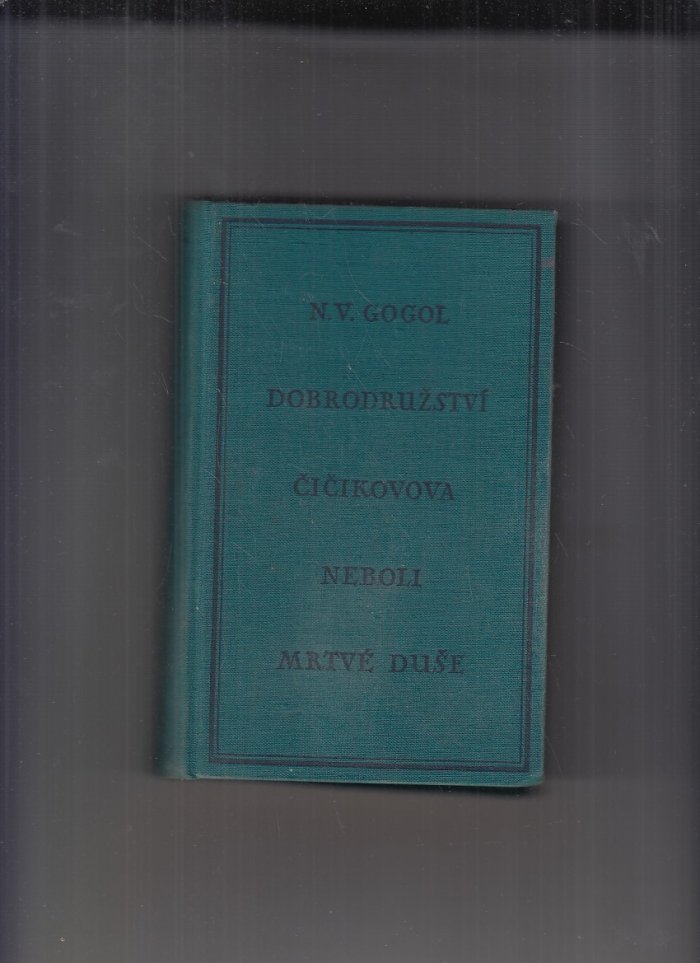 N. V. GOGOL
DOBRODRUŽSTVÍ
ČIČIKOVOVA
NEBOLI
MRTVÉ DUŠE